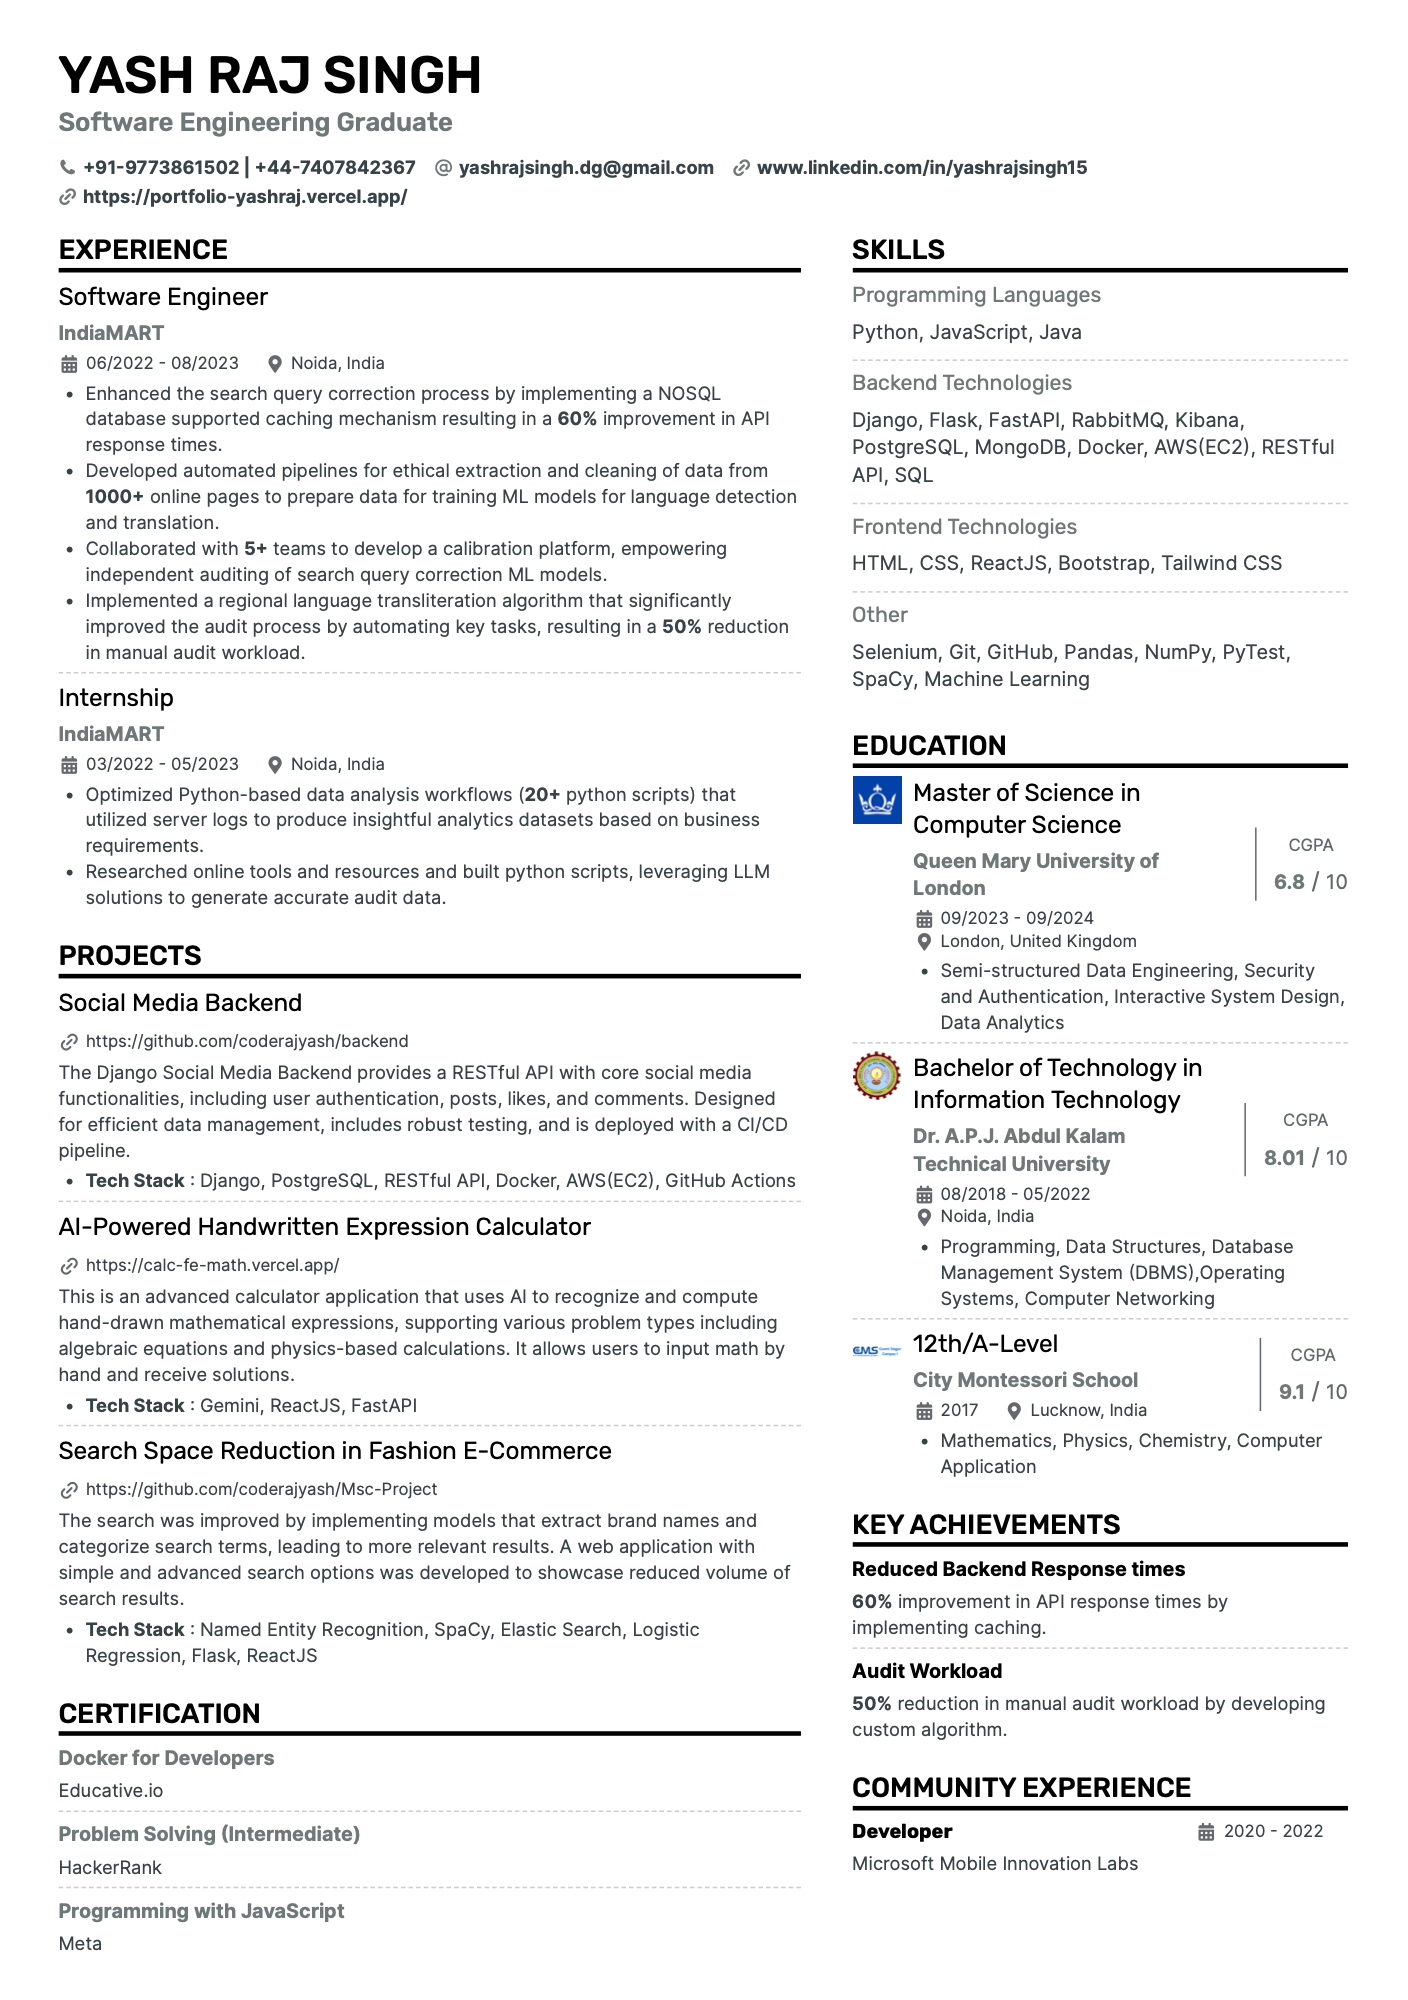 YASH RAJ SINGH
Software Engineering Graduate
+91-9773861502 | +44-7407842367 yashrajsingh.dg@gmail.com www.linkedin.com/in/yashrajsingh15
https://portfolio-yashraj.vercel.app/
EXPERIENCE
Software Engineer
IndiaMART
06/2022 - 08/2023 Noida, India
• Enhanced the search query correction process by implementing a NOSQL
database supported caching mechanism resulting in a 60% improvement in API
response times.
• Developed automated pipelines for ethical extraction and cleaning of data from
1000+ online pages to prepare data for training ML models for language detection
and translation.
• Collaborated with 5+ teams to develop a calibration platform, empowering
independent auditing of search query correction ML models.
• Implemented a regional language transliteration algorithm that significantly
improved the audit process by automating key tasks, resulting in a 50% reduction
in manual audit workload.
Internship
IndiaMART
03/2022 - 05/2023 Noida, India
• Optimized Python-based data analysis workflows (20+ python scripts) that
utilized server logs to produce insightful analytics datasets based on business
requirements.
• Researched online tools and resources and built python scripts, leveraging LLM
solutions to generate accurate audit data.
PROJECTS
Social Media Backend
https://github.com/coderajyash/backend
The Django Social Media Backend provides a RESTful API with core social media
functionalities, including user authentication, posts, likes, and comments. Designed
for efficient data management, includes robust testing, and is deployed with a CI/CD
pipeline.
• Tech Stack : Django, PostgreSQL, RESTful API, Docker, AWS(EC2), GitHub Actions
AI-Powered Handwritten Expression Calculator
https://calc-fe-math.vercel.app/
This is an advanced calculator application that uses AI to recognize and compute
hand-drawn mathematical expressions, supporting various problem types including
algebraic equations and physics-based calculations. It allows users to input math by
hand and receive solutions.
• Tech Stack : Gemini, ReactJS, FastAPI
Search Space Reduction in Fashion E-Commerce
https://github.com/coderajyash/Msc-Project
The search was improved by implementing models that extract brand names and
categorize search terms, leading to more relevant results. A web application with
simple and advanced search options was developed to showcase reduced volume of
search results.
• Tech Stack : Named Entity Recognition, SpaCy, Elastic Search, Logistic
Regression, Flask, ReactJS
CERTIFICATION
Docker for Developers
Educative.io
Problem Solving (Intermediate)
HackerRank
Programming with JavaScript
Meta
SKILLS
Programming Languages
Python, JavaScript, Java
Backend Technologies
Django, Flask, FastAPI, RabbitMQ, Kibana,
PostgreSQL, MongoDB, Docker, AWS(EC2), RESTful
API, SQL
Frontend Technologies
HTML, CSS, ReactJS, Bootstrap, Tailwind CSS
Other
Selenium, Git, GitHub, Pandas, NumPy, PyTest,
SpaCy, Machine Learning
EDUCATION
Master of Science in
Computer Science
Queen Mary University of
London
CGPA
6.8 / 10
09/2023 - 09/2024
London, United Kingdom
• Semi-structured Data Engineering, Security
and Authentication, Interactive System Design,
Data Analytics
Bachelor of Technology in
Information Technology
Dr. A.P.J. Abdul Kalam
Technical University
CGPA
8.01 / 10
08/2018 - 05/2022
Noida, India
• Programming, Data Structures, Database
Management System (DBMS),Operating
Systems, Computer Networking
CMS
12th/A-Level
City Montessori School
CGPA
9.1 / 10
2017 Lucknow, India
• Mathematics, Physics, Chemistry, Computer
Application
KEY ACHIEVEMENTS
Reduced Backend Response times
60% improvement in API response times by
implementing caching.
Audit Workload
50% reduction in manual audit workload by developing
custom algorithm.
COMMUNITY EXPERIENCE
Developer 2020 - 2022
Microsoft Mobile Innovation Labs